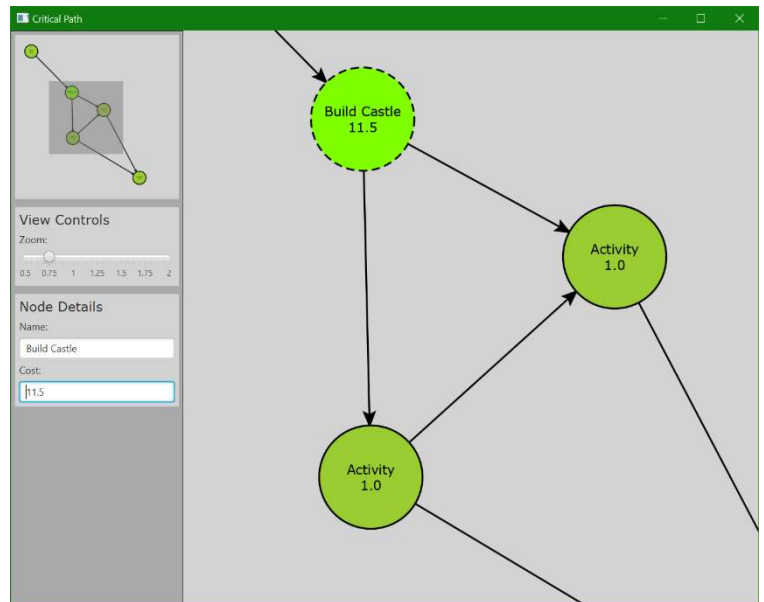 Critical Path
View Controls
Zoom:
0.5 0.75 1 1.25 1.5 1.75 2
Node Details
Name:
Build Castle
Cost:
11.5
Build Castle
11.5
Activity
1.0
Activity
1.0